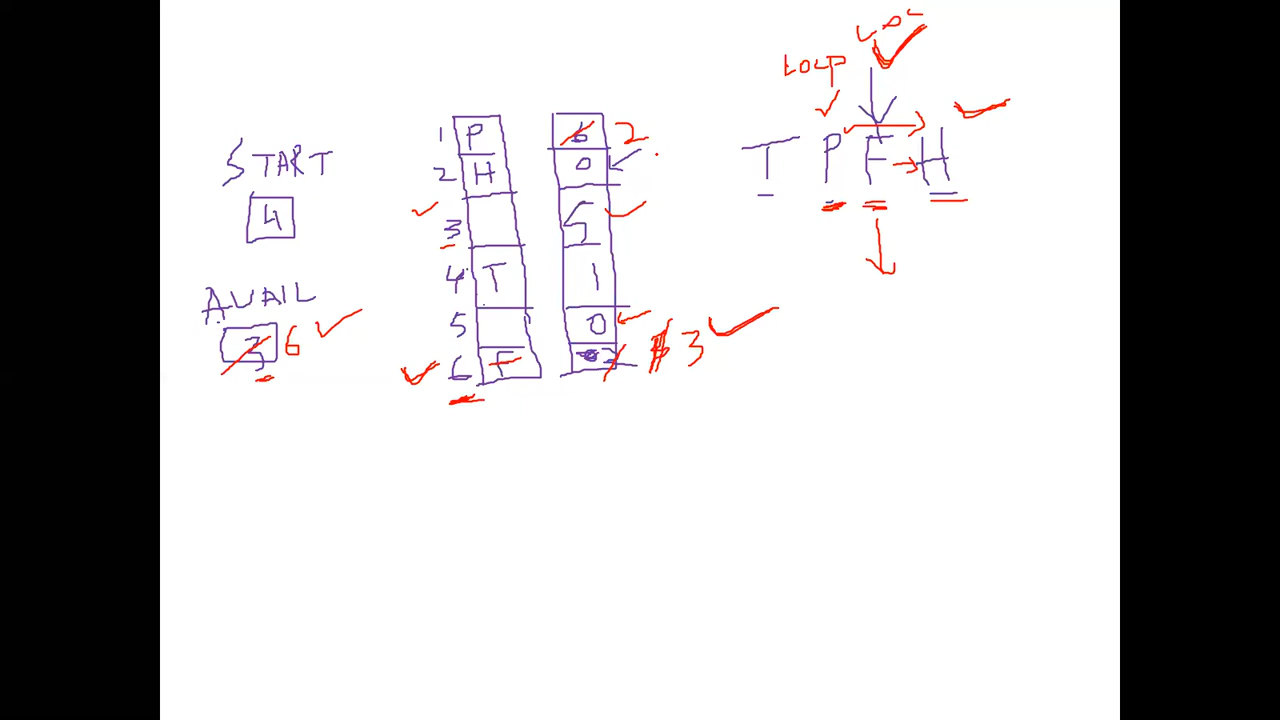 LOC
LOCP
START
4
AVAIL
3 6
1 P 6 2
2 H 0
3 5
4 T 1
5 0
6 F 3
T P F H